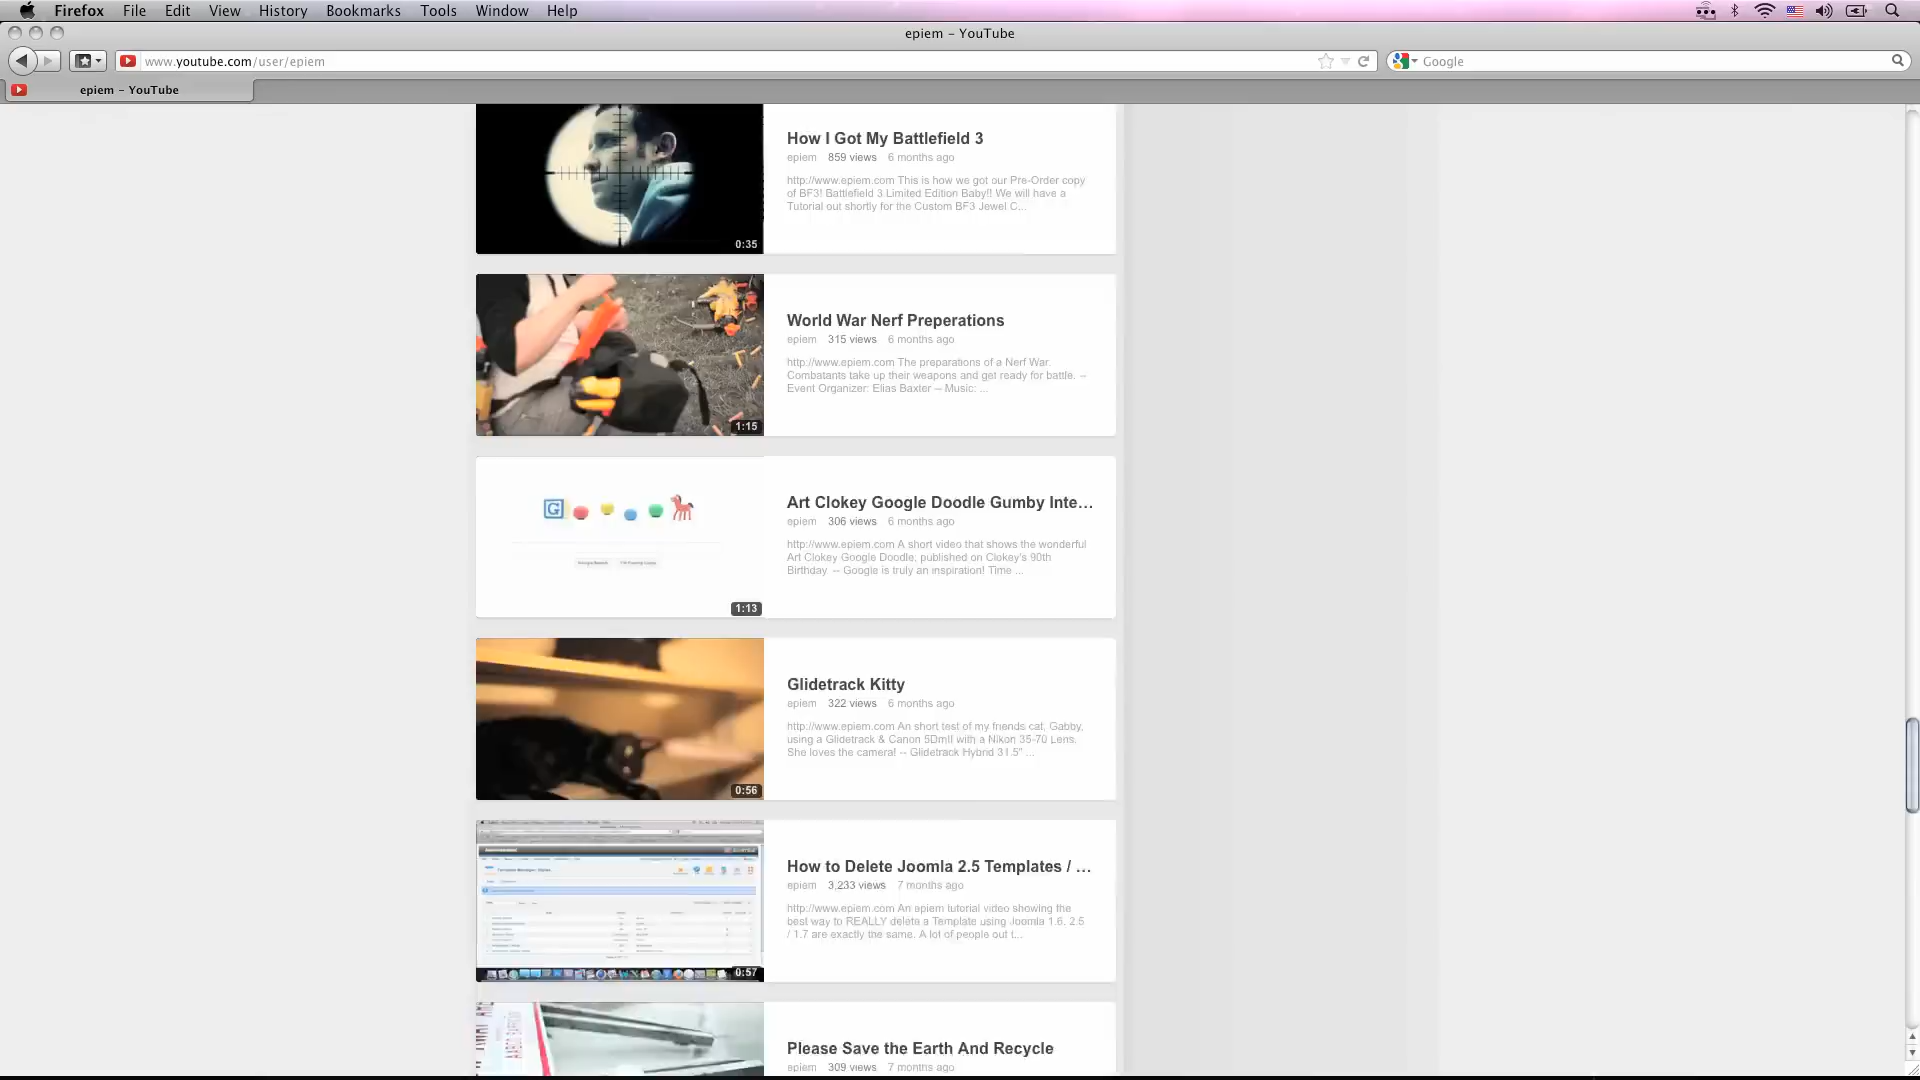 Firefox File Edit View History Bookmarks Tools Window Help
epiem – YouTube
www.youtube.com/user/epiem
Google
epiem – YouTube
How I Got My Battlefield 3
epiem 859 views 6 months ago
http://www.epiem.com This is how we got our Pre-Order copy
of BF3! Battlefield 3 Limited Edition Baby!! We will have a
Tutorial out shortly for the Custom BF3 Jewel C...
0:35
World War Nerf Preperations
epiem 315 views 6 months ago
http://www.epiem.com The preparations of a Nerf War.
Combatants take up their weapons and get ready for battle. --
Event Organizer: Elias Baxter -- Music: ...
1:15
Art Clokey Google Doodle Gumby Inte...
epiem 306 views 6 months ago
http://www.epiem.com A short video that shows the wonderful
Art Clokey Google Doodle, published on Clokey's 90th
Birthday -- Google is truly an inspiration! Time ...
G
1:13
Glidetrack Kitty
epiem 322 views 6 months ago
http://www.epiem.com An short test of my friends cat, Gabby,
using a Glidetrack & Canon 5DmII with a Nikon 35-70 Lens.
She loves the camera! -- Glidetrack Hybrid 31.5" ...
0:56
How to Delete Joomla 2.5 Templates / ...
epiem 3,233 views 7 months ago
http://www.epiem.com An epiem tutorial video showing the
best way to REALLY delete a Template using Joomla 1.6. 2.5
/ 1.7 are exactly the same. A lot of people out t...
0:57
Please Save the Earth And Recycle
epiem 309 views 7 months ago